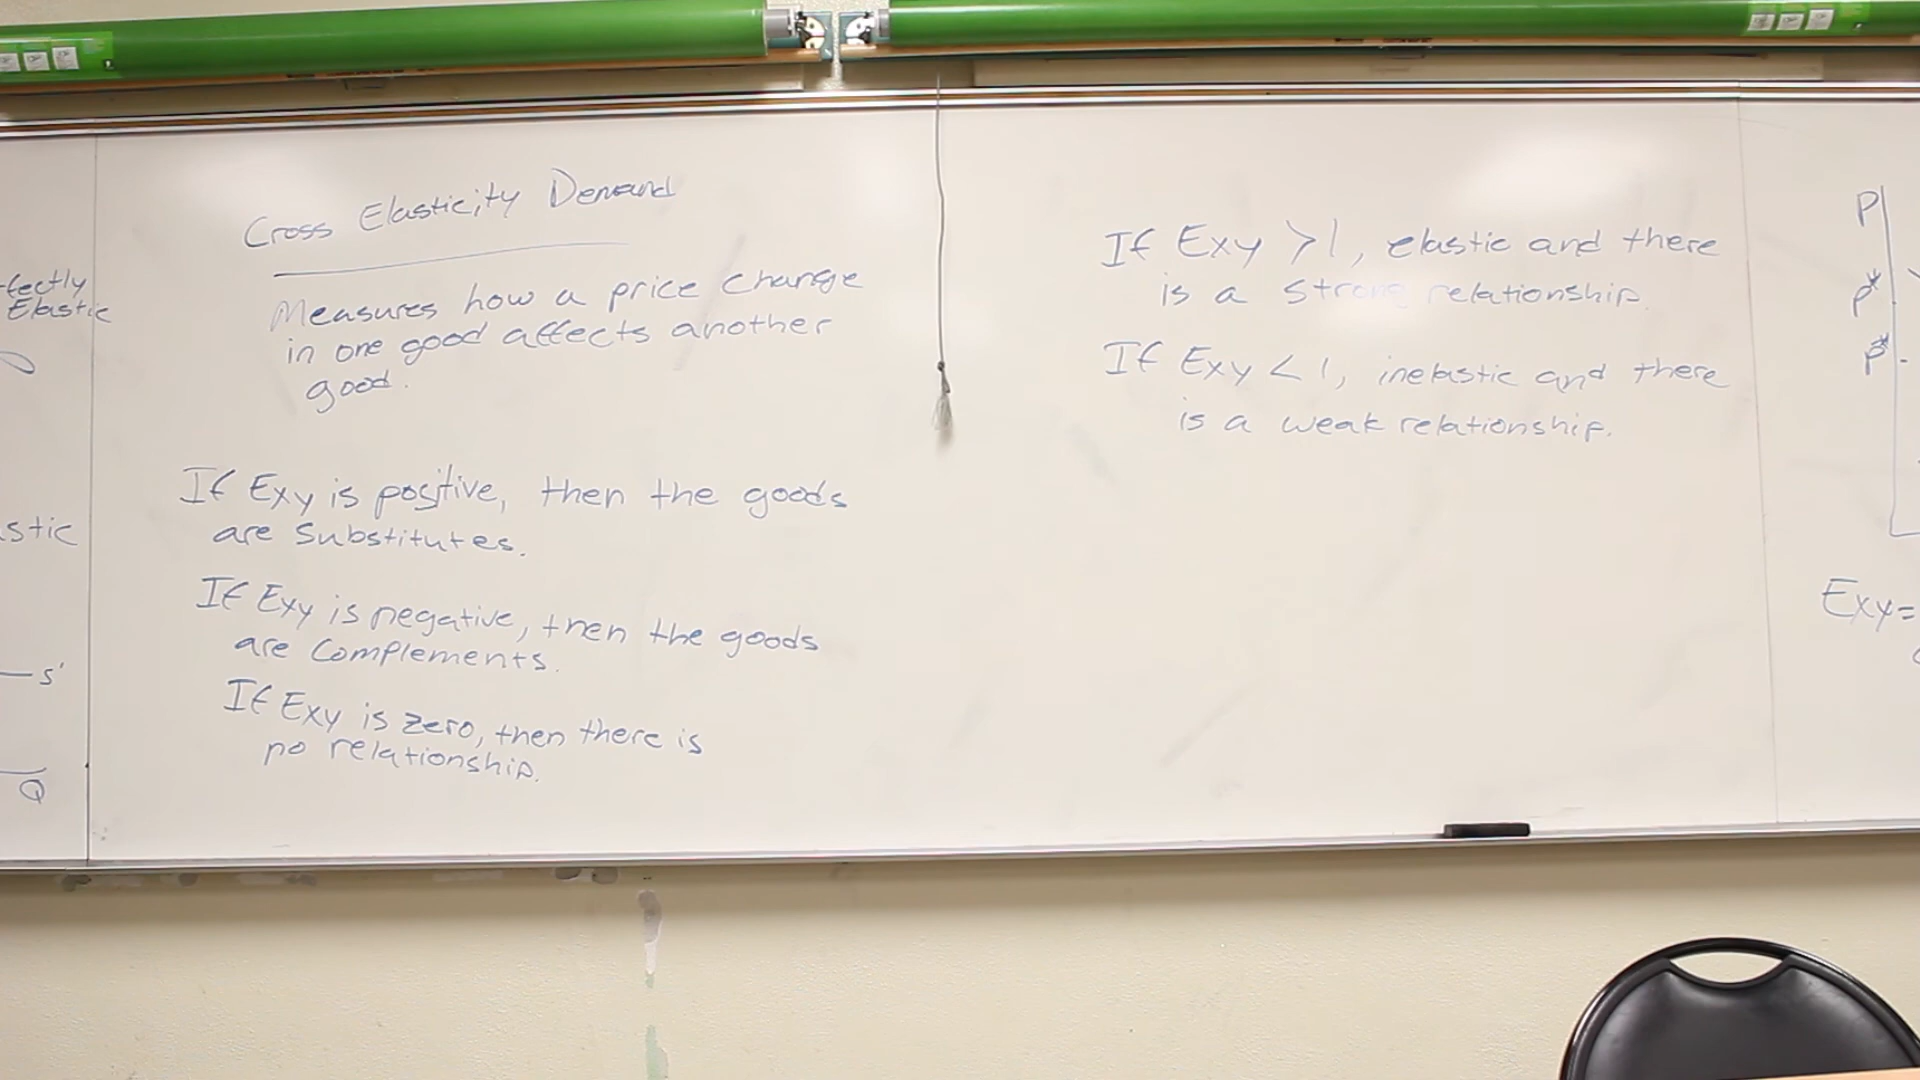 Cross Elasticity Demand
Measures how a price change
in one good affects another
good.
If Exy is positive, then the goods
are Substitutes.
If Exy is negative, then the goods
are Complements.
If Exy is zero, then there is
no relationship.
If Exy > 1, elastic and there
is a strong relationship.
If Exy < 1, inelastic and there
is a weak relationship.
fectly
Elastic
stic
S'
Q
P
P*
P*
Exy=